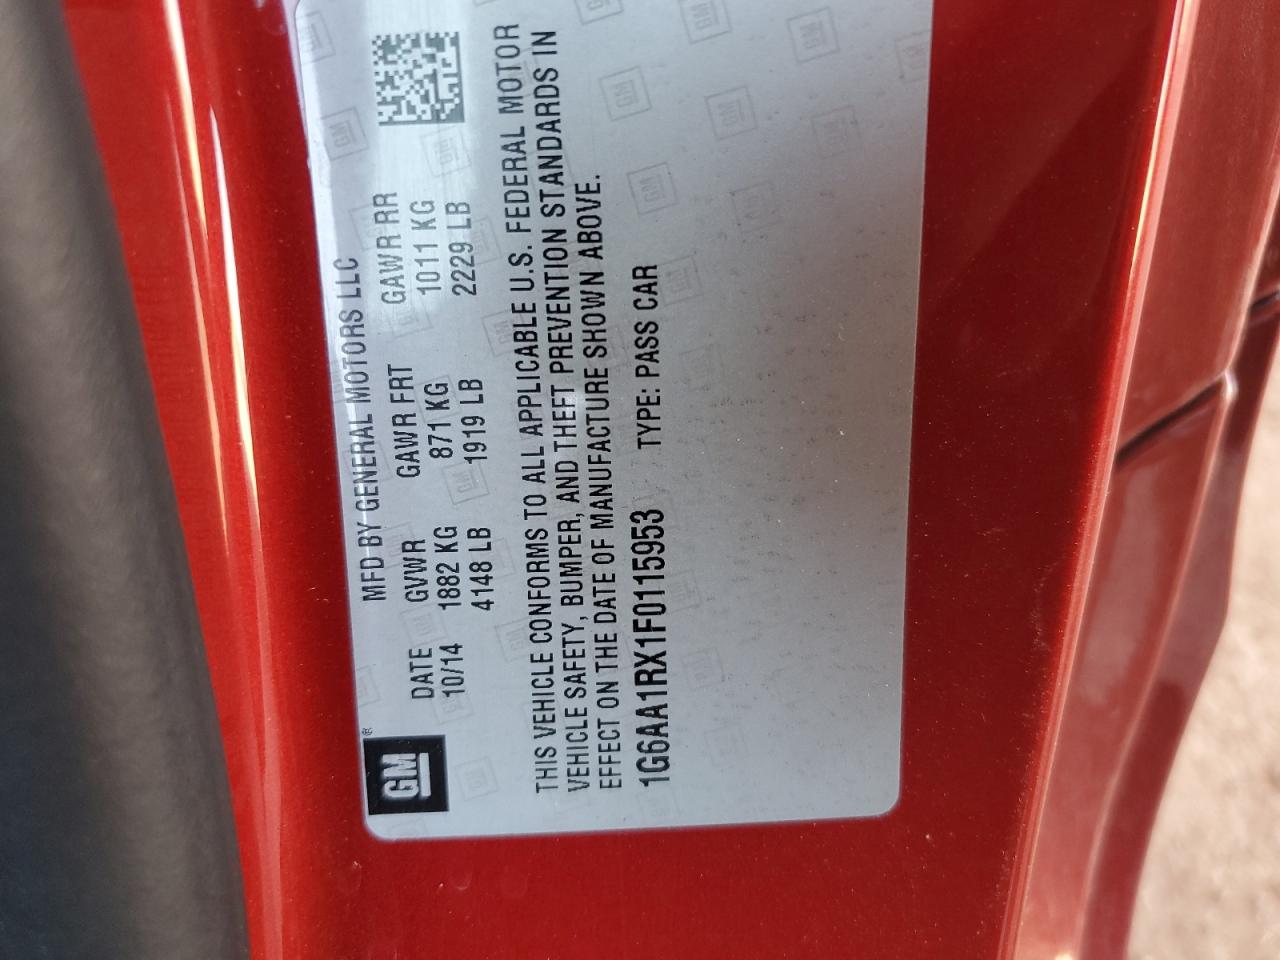 GM®
MFD BY GENERAL MOTORS LLC
DATE GVWR GAWR FRT GAWR RR
10/14 1882 KG 871 KG 1011 KG
4148 LB 1919 LB 2229 LB
THIS VEHICLE CONFORMS TO ALL APPLICABLE U.S. FEDERAL MOTOR
VEHICLE SAFETY, BUMPER, AND THEFT PREVENTION STANDARDS IN
EFFECT ON THE DATE OF MANUFACTURE SHOWN ABOVE.
1G6AA1RX1F0115953 TYPE: PASS CAR